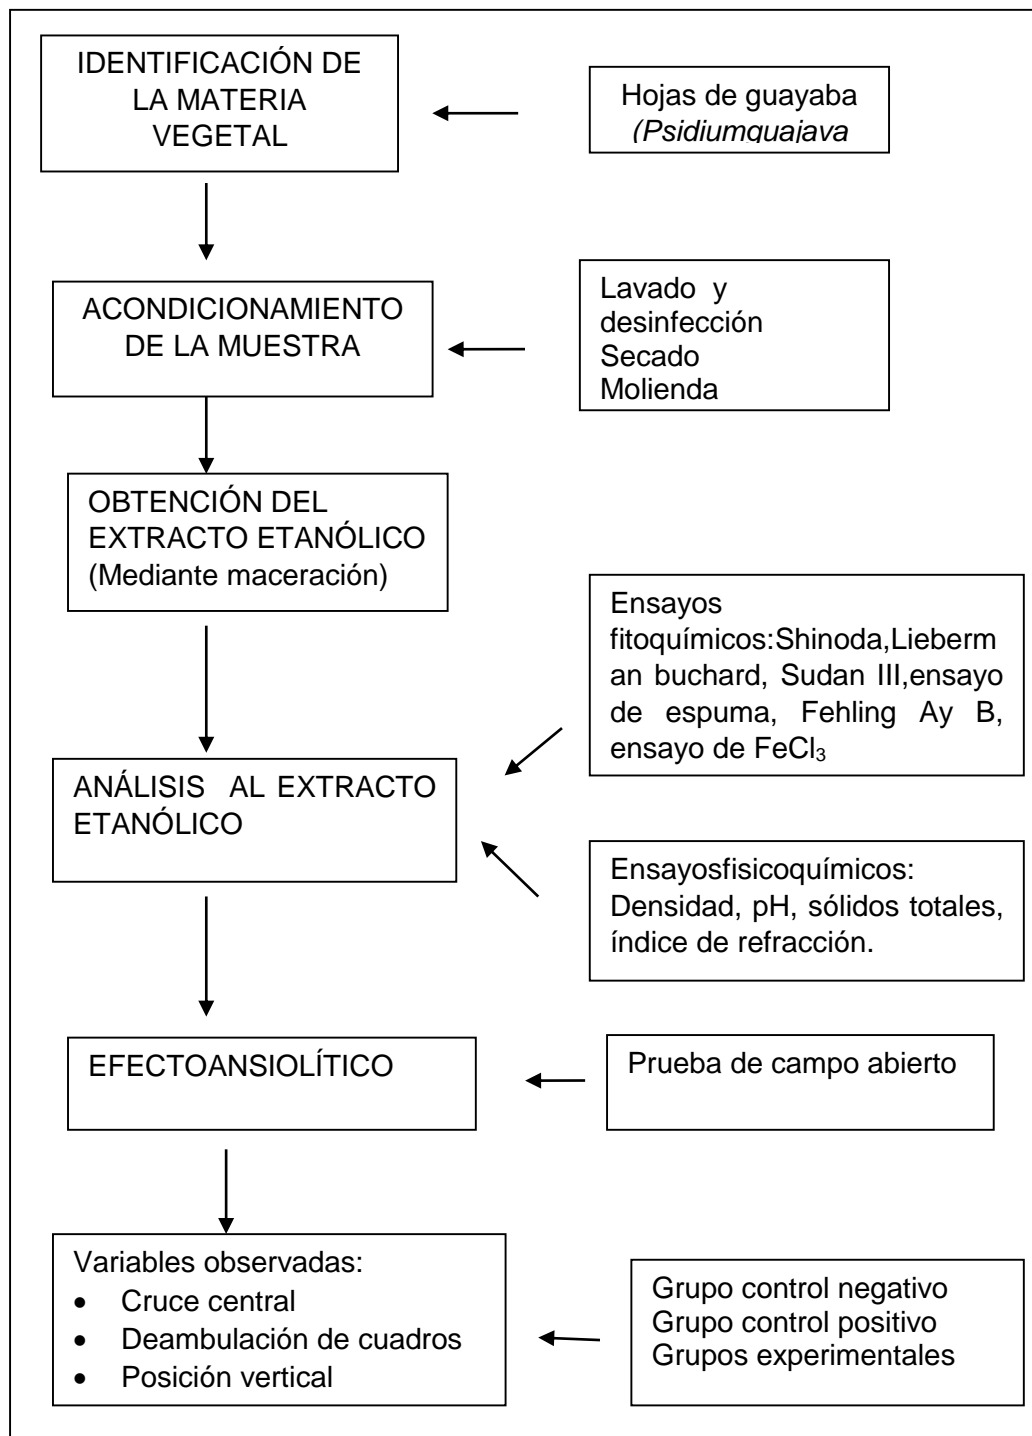 IDENTIFICACIÓN DE
LA MATERIA
VEGETAL
Hojas de guayaba
(Psidiumguajava
ACONDICIONAMIENTO
DE LA MUESTRA
Lavado y
desinfección
Secado
Molienda
OBTENCIÓN DEL
EXTRACTO ETANÓLICO
(Mediante maceración)
Ensayos
fitoquímicos:Shinoda,Lieberm
an buchard, Sudan III,ensayo
de espuma, Fehling Ay B,
ensayo de FeCl₃
ANÁLISIS AL EXTRACTO
ETANÓLICO
Ensayosfisicoquímicos:
Densidad, pH, sólidos totales,
índice de refracción.
EFECTOANSIOLÍTICO
Prueba de campo abierto
Variables observadas:
• Cruce central
• Deambulación de cuadros
• Posición vertical
Grupo control negativo
Grupo control positivo
Grupos experimentales